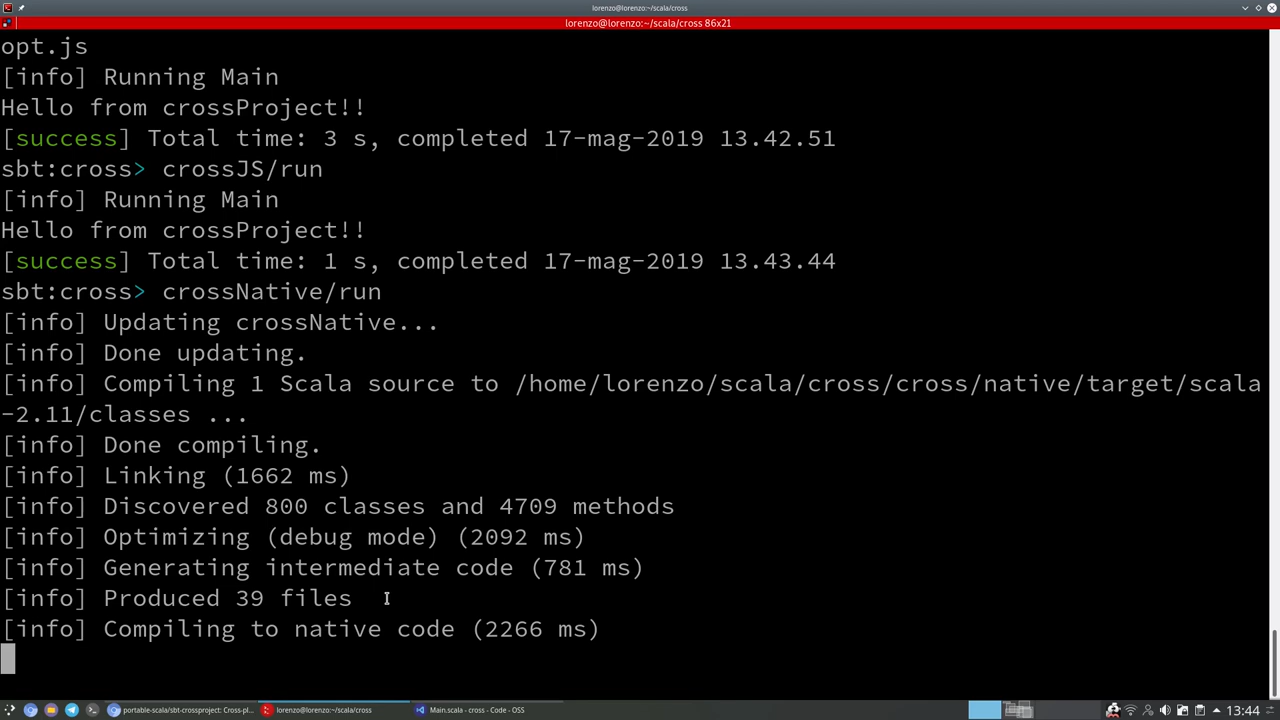 lorenzo@lorenzo:~/scala/cross
lorenzo@lorenzo:~/scala/cross 86x21
opt.js
[info] Running Main
Hello from crossProject!!
[success] Total time: 3 s, completed 17-mag-2019 13.42.51
sbt:cross> crossJS/run
[info] Running Main
Hello from crossProject!!
[success] Total time: 1 s, completed 17-mag-2019 13.43.44
sbt:cross> crossNative/run
[info] Updating crossNative...
[info] Done updating.
[info] Compiling 1 Scala source to /home/lorenzo/scala/cross/cross/native/target/scala
-2.11/classes ...
[info] Done compiling.
[info] Linking (1662 ms)
[info] Discovered 800 classes and 4709 methods
[info] Optimizing (debug mode) (2092 ms)
[info] Generating intermediate code (781 ms)
[info] Produced 39 files
[info] Compiling to native code (2266 ms)
portable-scala/sbt-crossproject: Cross-pl... lorenzo@lorenzo:~/scala/cross Main.scala - cross - Code - OSS 13:44